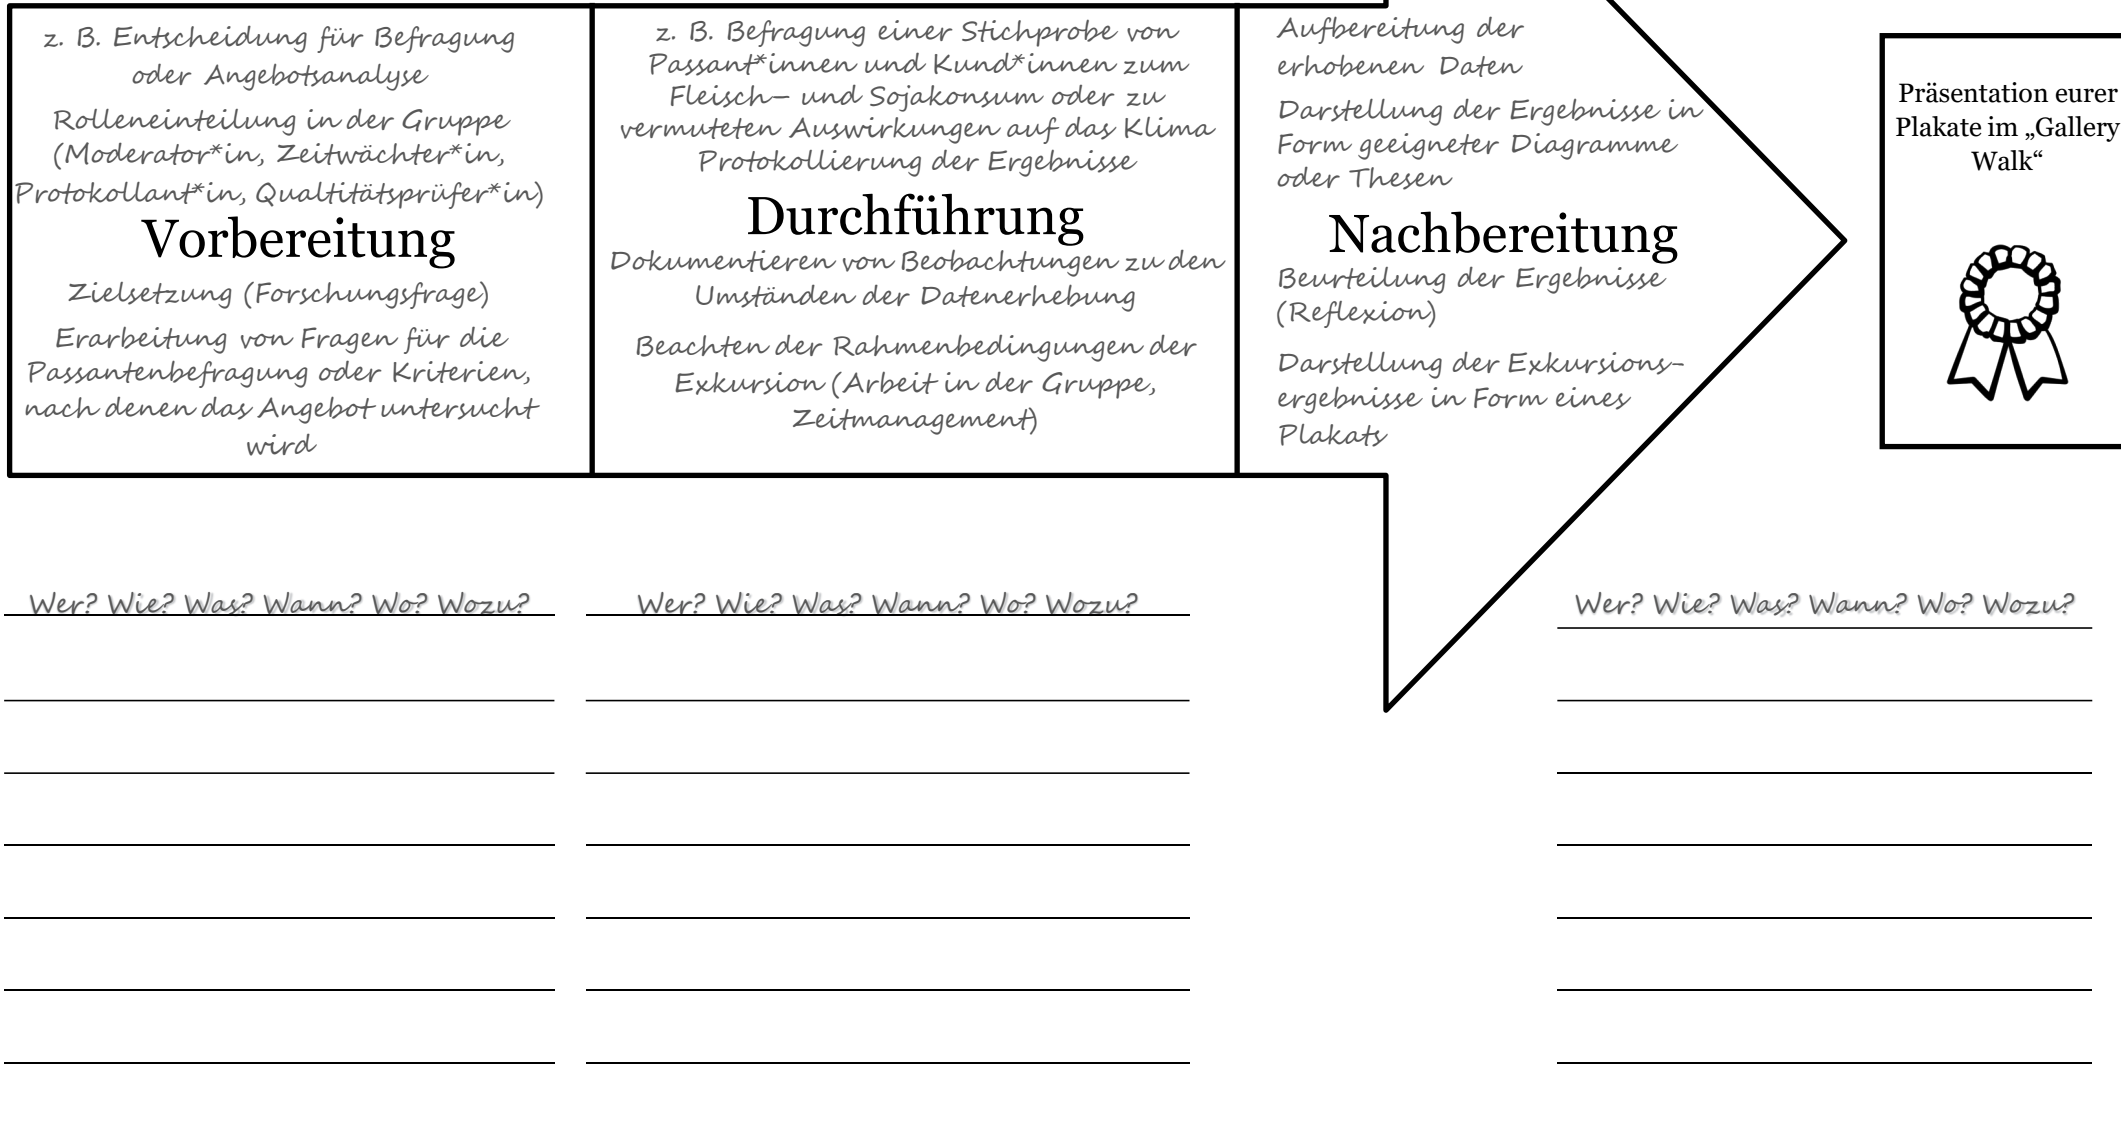 z. B. Entscheidung für Befragung
oder Angebotsanalyse
Rolleneinteilung in der Gruppe
(Moderator*in, Zeitwächter*in,
Protokollant*in, Qualtitätsprüfer*in)
Vorbereitung
Zielsetzung (Forschungsfrage)
Erarbeitung von Fragen für die
Passantenbefragung oder Kriterien,
nach denen das Angebot untersucht
wird
z. B. Befragung einer Stichprobe von
Passant*innen und Kund*innen zum
Fleisch– und Sojakonsum oder zu
vermuteten Auswirkungen auf das Klima
Protokollierung der Ergebnisse
Durchführung
Dokumentieren von Beobachtungen zu den
Umständen der Datenerhebung
Beachten der Rahmenbedingungen der
Exkursion (Arbeit in der Gruppe,
Zeitmanagement)
Aufbereitung der
erhobenen Daten
Darstellung der Ergebnisse in
Form geeigneter Diagramme
oder Thesen
Nachbereitung
Beurteilung der Ergebnisse
(Reflexion)
Darstellung der Exkursions-
ergebnisse in Form eines
Plakats
Präsentation eurer
Plakate im „Gallery
Walk“
Wer? Wie? Was? Wann? Wo? Wozu?
Wer? Wie? Was? Wann? Wo? Wozu?
Wer? Wie? Was? Wann? Wo? Wozu?